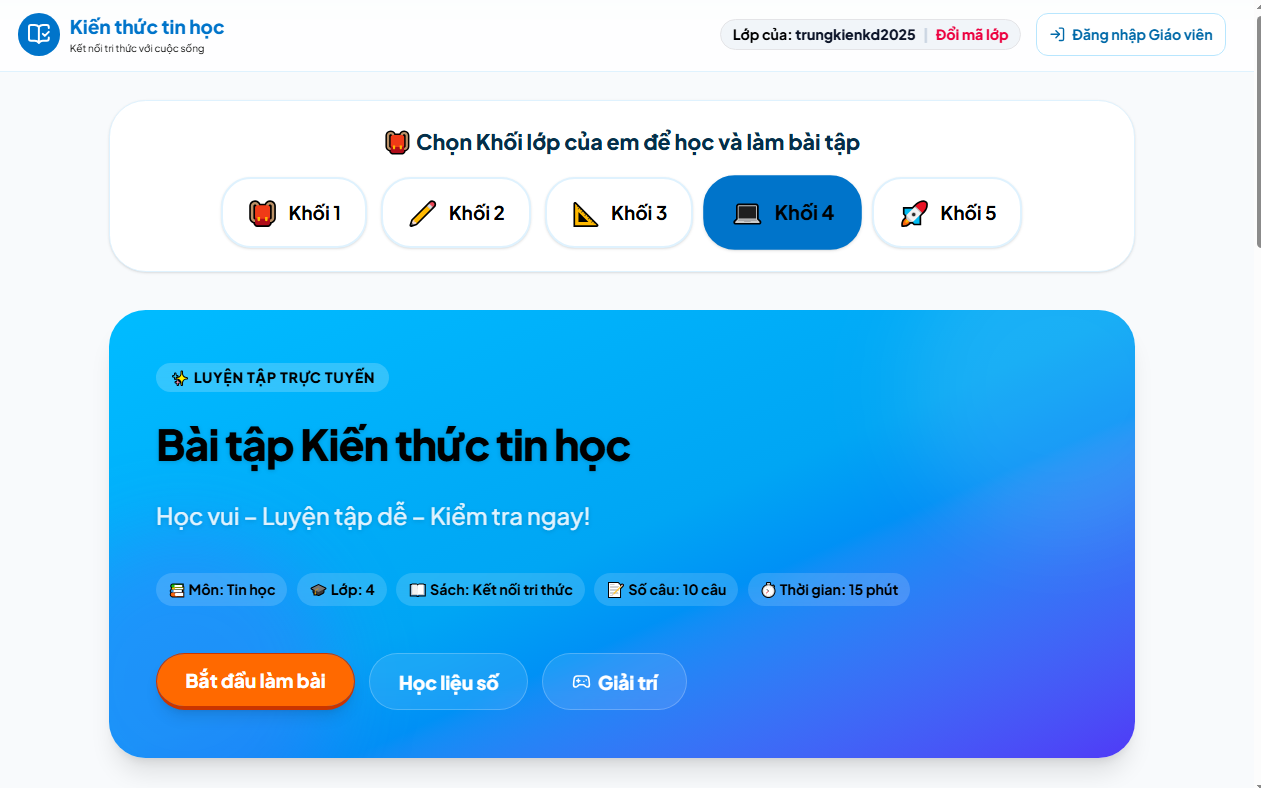 Kiến thức tin học
Kết nối tri thức với cuộc sống
Lớp của: trungkienkd2025 | Đổi mã lớp
Đăng nhập Giáo viên
Chọn Khối lớp của em để học và làm bài tập
Khối 1
Khối 2
Khối 3
Khối 4
Khối 5
LUYỆN TẬP TRỰC TUYẾN
Bài tập Kiến thức tin học
Học vui – Luyện tập dễ – Kiểm tra ngay!
Môn: Tin học
Lớp: 4
Sách: Kết nối tri thức
Số câu: 10 câu
Thời gian: 15 phút
Bắt đầu làm bài
Học liệu số
Giải trí